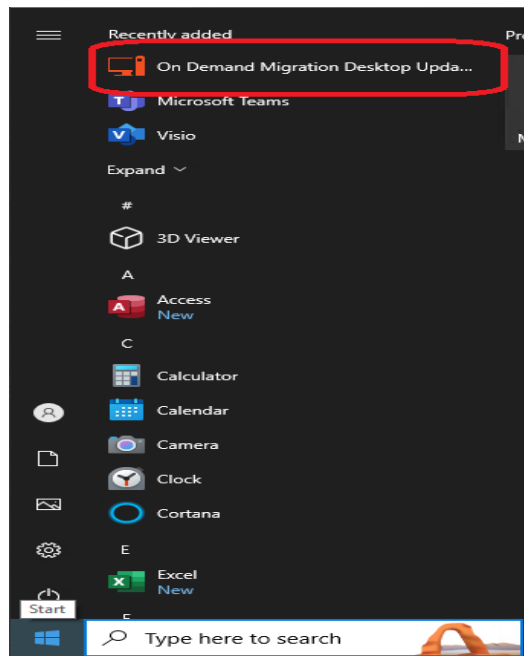 Recently added
Pr
On Demand Migration Desktop Upda...
Microsoft Teams
Visio
Expand
#
3D Viewer
A
Access
New
C
Calculator
Calendar
Camera
Clock
Cortana
E
Excel
New
Start
Type here to search